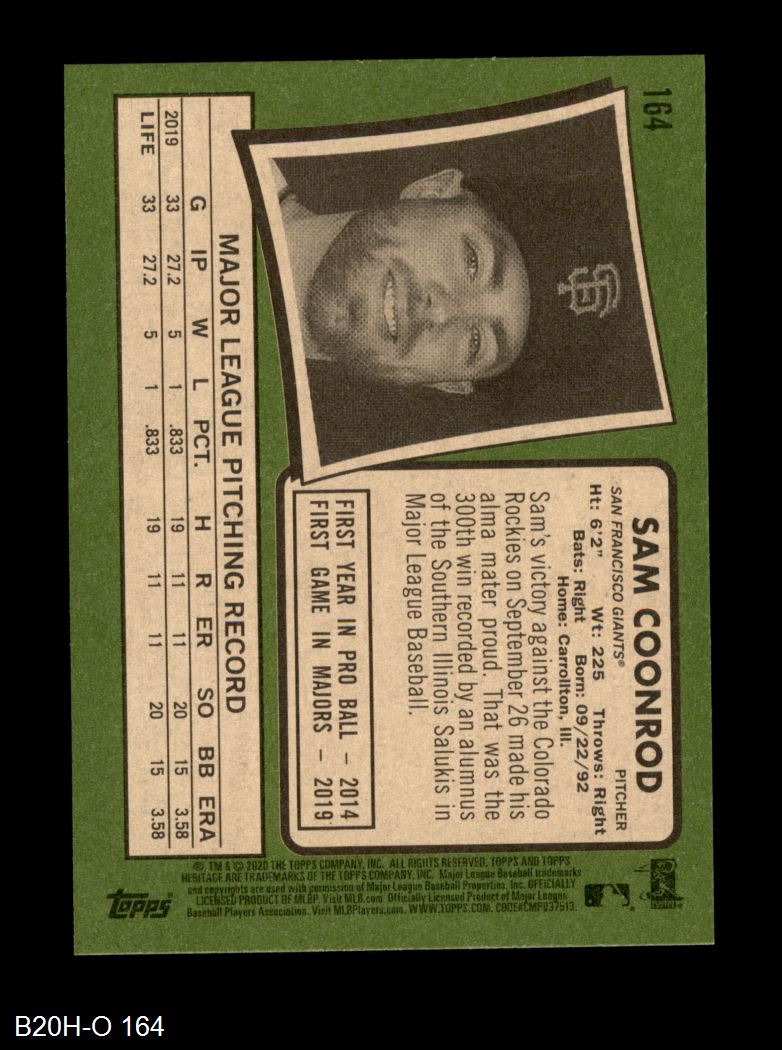 164
SAM COONROD
SAN FRANCISCO GIANTS® PITCHER
Ht: 6'2" Wt: 225 Throws: Right
Bats: Right Born: 09/22/92
Home: Carrollton, Ill.
Sam's victory against the Colorado
Rockies on September 26 made his
alma mater proud. That was the
300th win recorded by an alumnus
of the Southern Illinois Salukis in
Major League Baseball.
FIRST YEAR IN PRO BALL – 2014
FIRST GAME IN MAJORS – 2019
MAJOR LEAGUE PITCHING RECORD
G IP W L PCT. H R ER SO BB ERA
2019 33 27.2 5 1 .833 19 11 11 20 15 3.58
LIFE 33 27.2 5 1 .833 19 11 11 20 15 3.58
® TM & © 2020 THE TOPPS COMPANY, INC. ALL RIGHTS RESERVED. TOPPS AND TOPPS
HERITAGE ARE TRADEMARKS OF THE TOPPS COMPANY, INC. Major League Baseball trademarks
and copyrights are used with permission of Major League Baseball Properties, Inc. OFFICIALLY
LICENSED PRODUCT OF MLBP Visit MLB.com Officially Licensed Product of Major League
Baseball Players Association. Visit MLBPlayers.com. WWW.TOPPS.COM. CODE#CMP037513
topps®
B20H-O 164